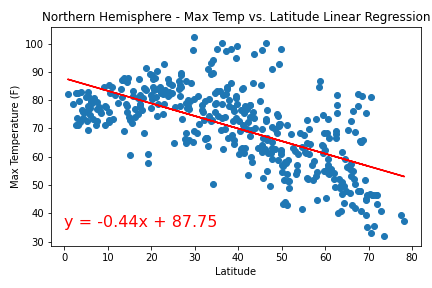 Northern Hemisphere - Max Temp vs. Latitude Linear Regression
100
90
80
70
60
50
40
30
Max Temperature (F)
y = -0.44x + 87.75
0 10 20 30 40 50 60 70 80
Latitude